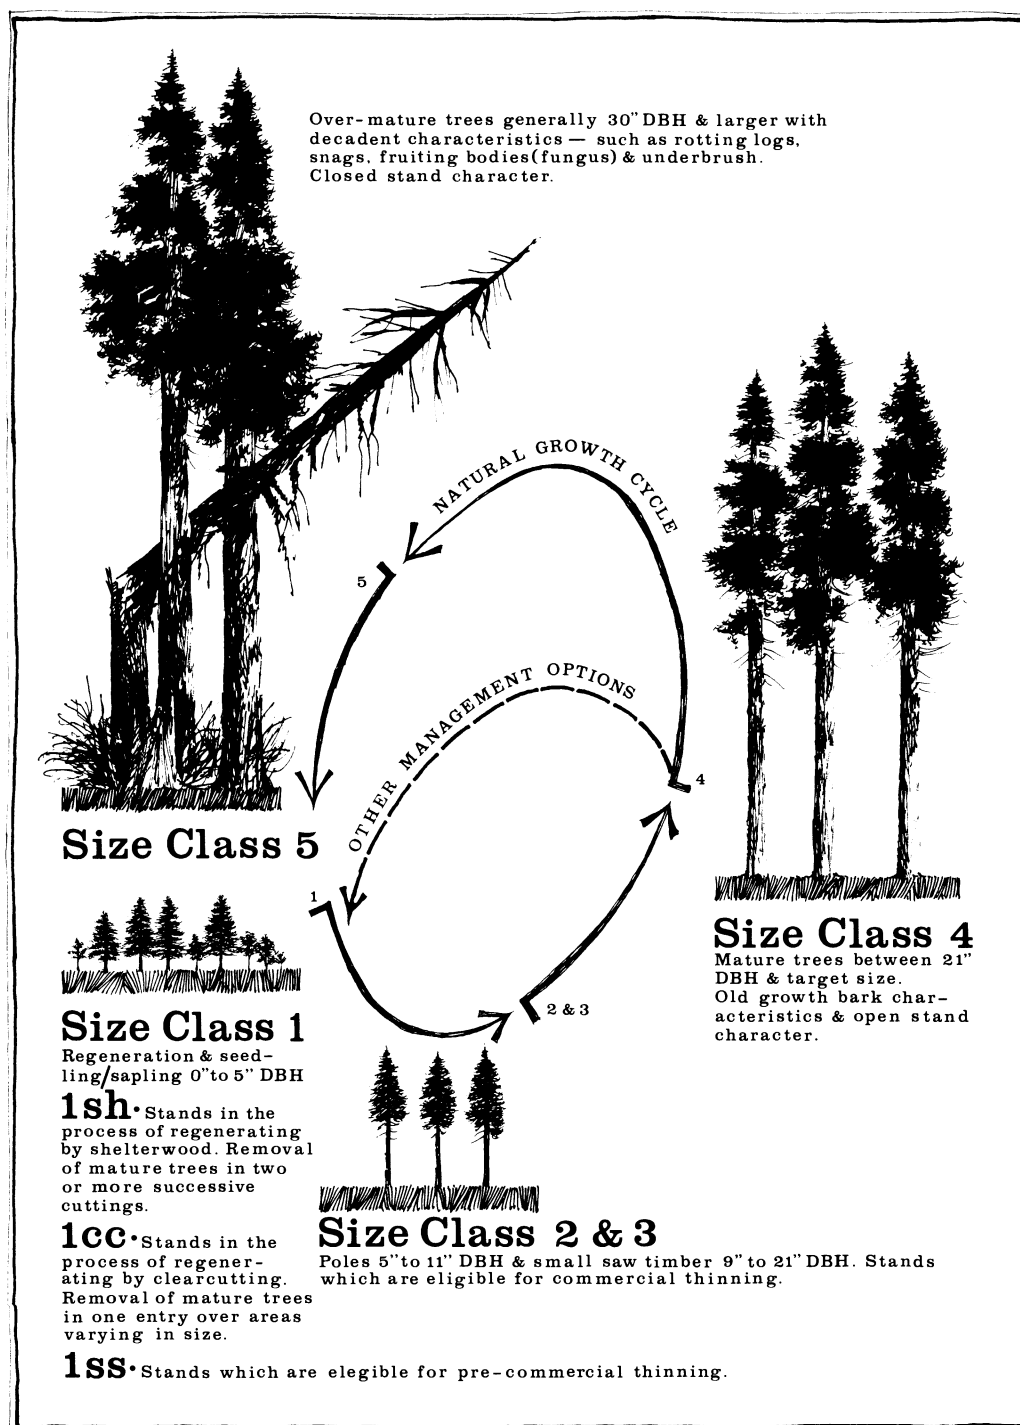 Over-mature trees generally 30" DBH & larger with
decadent characteristics — such as rotting logs,
snags, fruiting bodies (fungus) & underbrush.
Closed stand character.
NATURAL GROWTH CYCLE
5
OTHER MANAGEMENT OPTIONS
4
Size Class 5
1
2 & 3
Size Class 4
Mature trees between 21"
DBH & target size.
Old growth bark char-
acteristics & open stand
character.
Size Class 1
Regeneration & seed-
ling/sapling 0" to 5" DBH
1sh• Stands in the
process of regenerating
by shelterwood. Removal
of mature trees in two
or more successive
cuttings.
1cc• Stands in the
process of regener-
ating by clearcutting.
Removal of mature trees
in one entry over areas
varying in size.
1ss• Stands which are elegible for pre-commercial thinning.
Size Class 2 & 3
Poles 5" to 11" DBH & small saw timber 9" to 21" DBH. Stands
which are eligible for commercial thinning.